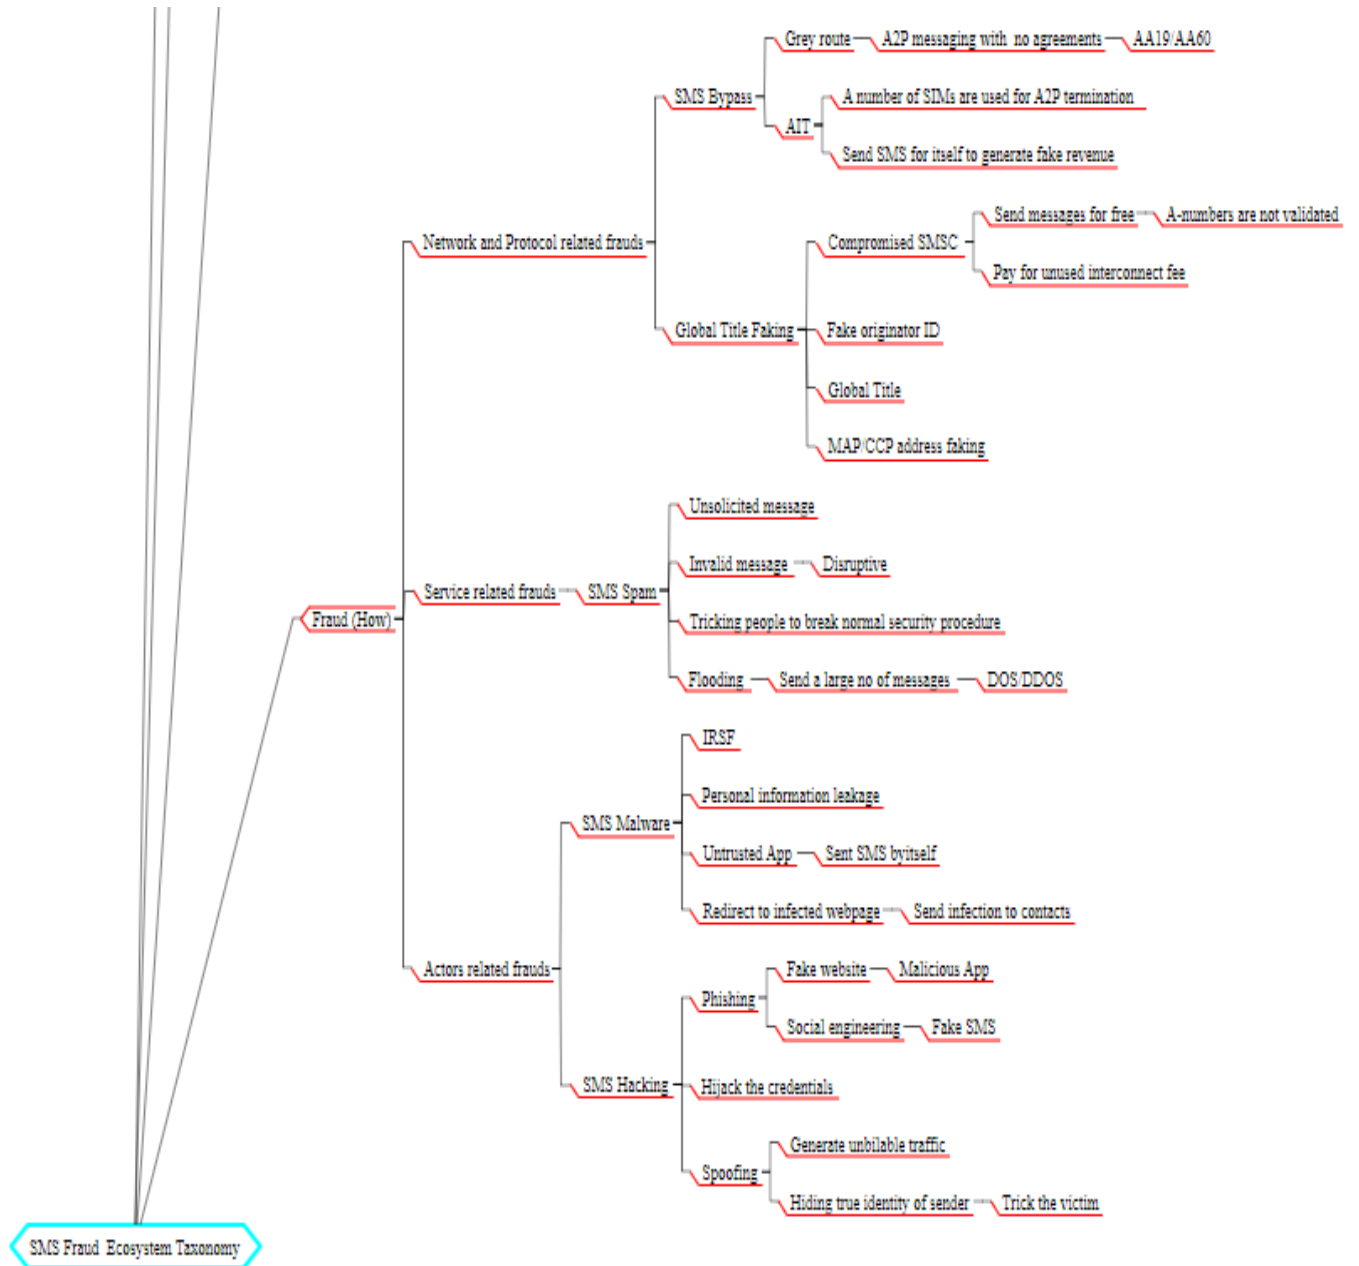 Grey route
A2P messaging with no agreements
AA19/AA60
SMS Bypass
A number of SIMs are used for A2P termination
AIT
Send SMS for itself to generate fake revenue
Send messages for free
A-numbers are not validated
Network and Protocol related frauds
Compromised SMSC
Pay for unused interconnect fee
Global Title Faking
Fake originator ID
Global Title
MAP/CCP address faking
Unsolicited message
Invalid message
Disruptive
Service related frauds
SMS Spam
Fraud (How)
Tricking people to break normal security procedure
Flooding
Send a large no of messages
DOS/DDOS
IRSF
Personal information leakage
SMS Malware
Untrusted App
Sent SMS byitself
Redirect to infected webpage
Send infection to contacts
Actors related frauds
Fake website
Malicious App
Phishing
Social engineering
Fake SMS
SMS Hacking
Hijack the credentials
Generate unbilable traffic
Spoofing
Hiding true identity of sender
Trick the victim
SMS Fraud Ecosystem Taxonomy